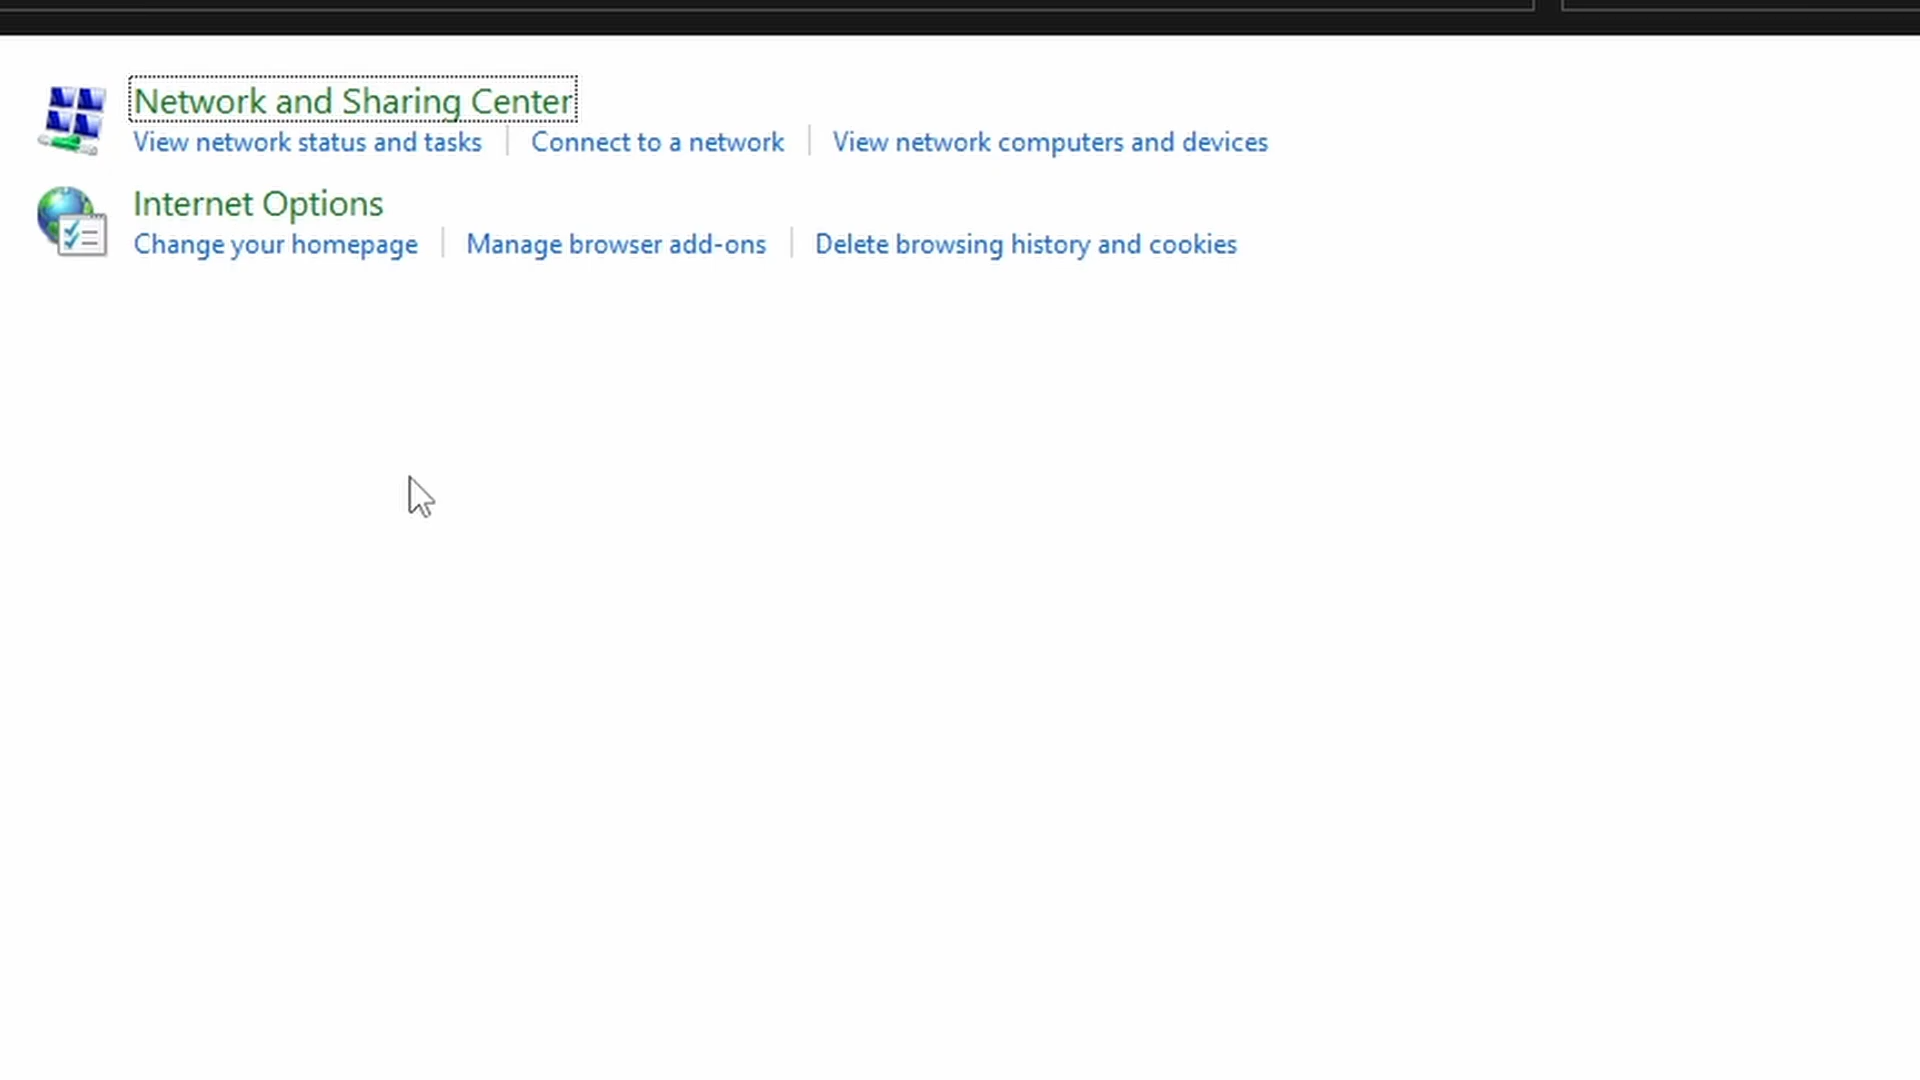 Network and Sharing Center
View network status and tasks | Connect to a network | View network computers and devices
Internet Options
Change your homepage | Manage browser add-ons | Delete browsing history and cookies